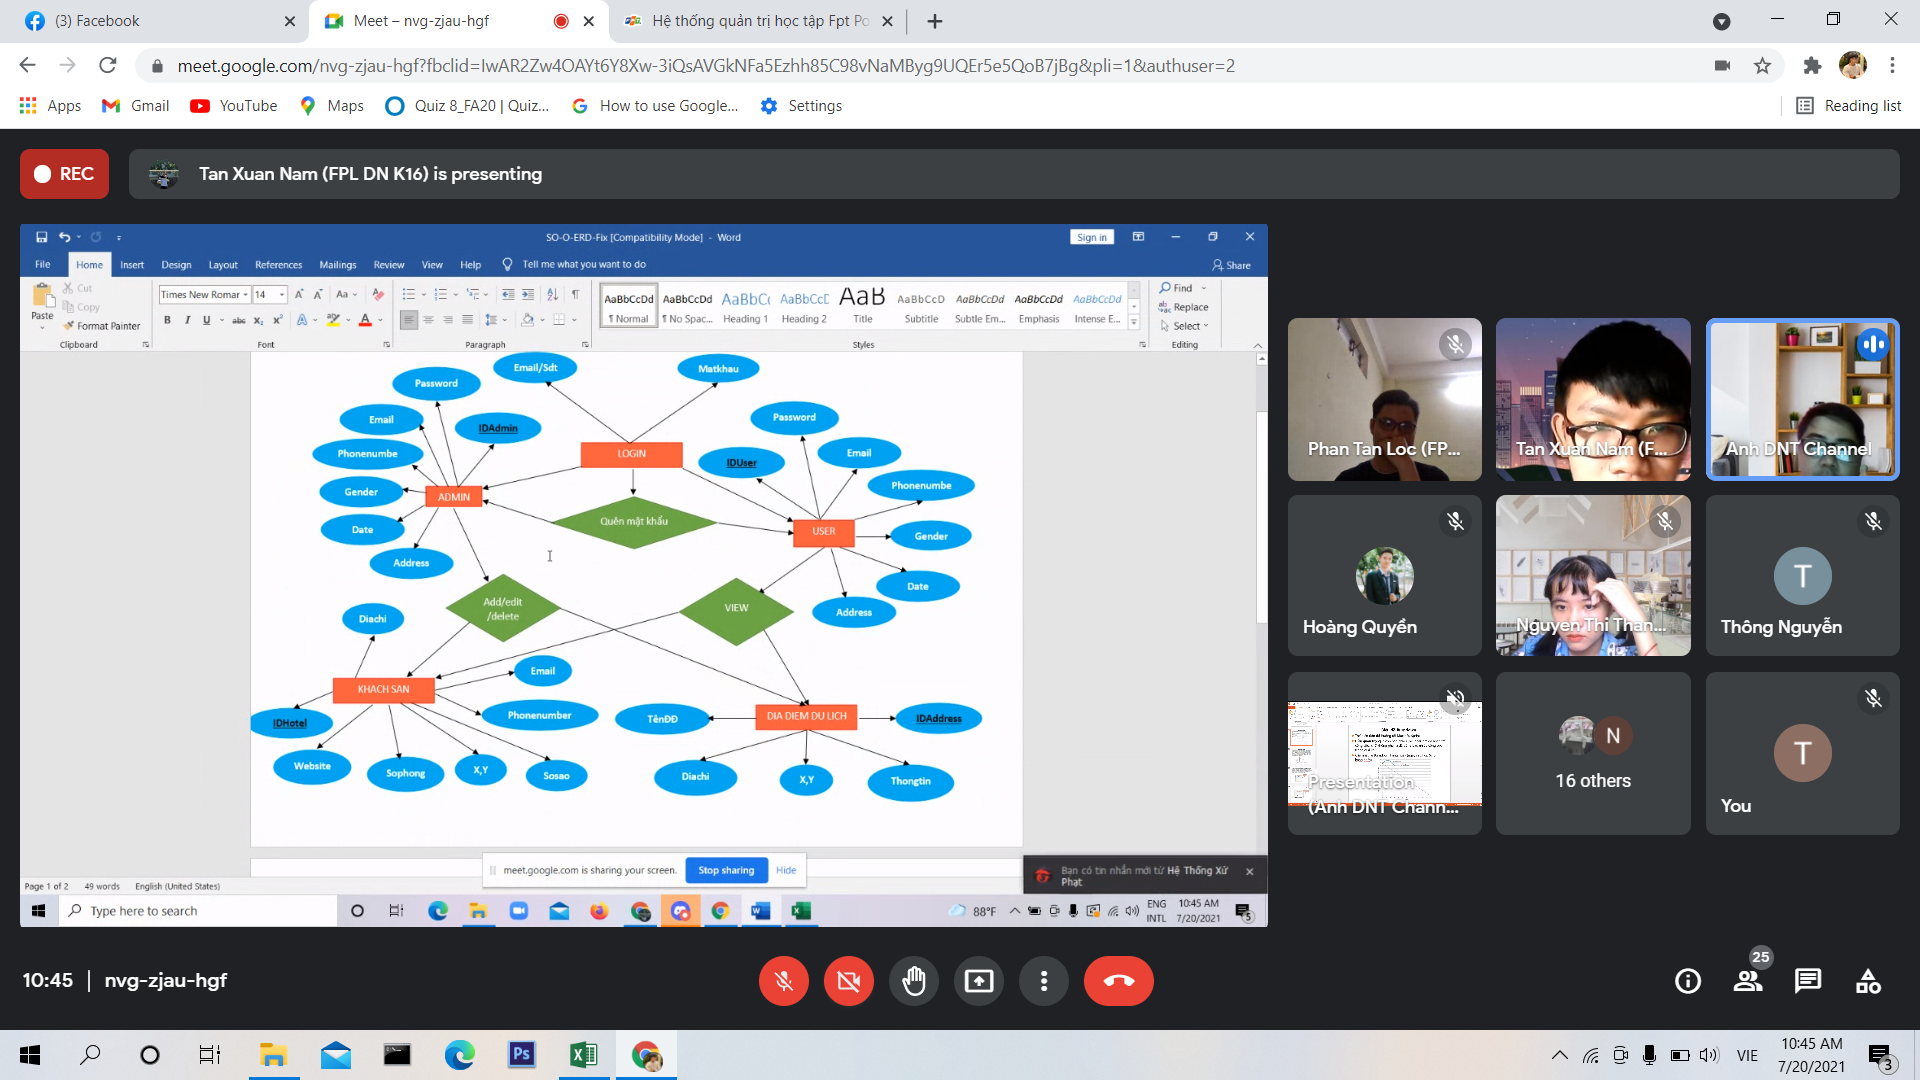 (3) Facebook
Meet – nvg-zjau-hgf
Hệ thống quản trị học tập Fpt Po
meet.google.com/nvg-zjau-hgf?fbclid=IwAR2Zw4OAYt6Y8Xw-3iQsAVGkNFa5Ezhh85C98vNaMByg9UQEr5e5QoB7jBg&pli=1&authuser=2
Apps
Gmail
YouTube
Maps
Quiz 8_FA20 | Quiz...
How to use Google...
Settings
Reading list
REC
Tan Xuan Nam (FPL DN K16) is presenting
SO-O-ERD-Fix [Compatibility Mode] - Word
Sign in
File Home Insert Design Layout References Mailings Review View Help Tell me what you want to do
Share
Paste
Cut
Copy
Format Painter
Clipboard
Times New Roman 14
Font
Paragraph
AaBbCcDd AaBbCcDd AaBbCc AaBbCcC AaB AaBbCcD AaBbCcDd AaBbCcDd AaBbCcDd
¶ Normal ¶ No Spac... Heading 1 Heading 2 Title Subtitle Subtle Em... Emphasis Intense E...
Styles
Find
Replace
Select
Editing
Email/Sdt
Matkhau
Password
Email
IDAdmin
Phonenumbe
Gender
Date
Address
ADMIN
LOGIN
Quên mật khẩu
Password
IDUser
Email
Phonenumbe
USER
Gender
Date
Address
Add/edit
/delete
VIEW
Diachi
KHACH SAN
Email
Phonenumber
IDHotel
Website
Sophong
X,Y
Sosao
TênĐĐ
DIA DIEM DU LICH
IDAddress
Diachi
X,Y
Thongtin
meet.google.com is sharing your screen.
Stop sharing
Hide
Bạn có tin nhắn mới từ Hệ Thống Xử
Phạt
Page 1 of 2
49 words
English (United States)
Type here to search
88°F
ENG
INTL
10:45 AM
7/20/2021
5
Phan Tan Loc (FP...
Tan Xuan Nam (F...
Anh DNT Channel
Hoàng Quyền
Nguyen Thi Than...
T
Thông Nguyễn
Presentation
(Anh DNT Chann...
N
16 others
T
You
10:45 | nvg-zjau-hgf
25
Ps
VIE
10:45 AM
7/20/2021
3